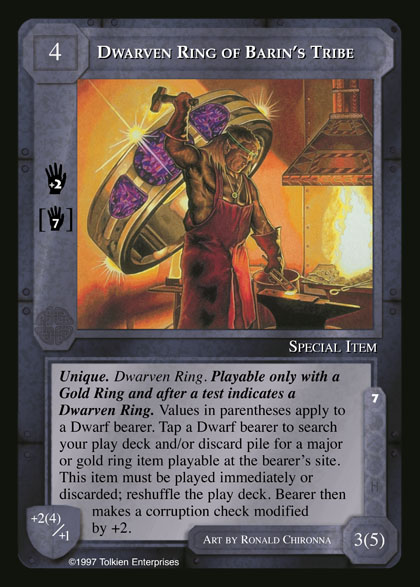 4
DWARVEN RING OF BARIN'S TRIBE
+2
[7]
SPECIAL ITEM
Unique. Dwarven Ring. Playable only with a
Gold Ring and after a test indicates a
Dwarven Ring. Values in parentheses apply to
a Dwarf bearer. Tap a Dwarf bearer to search
your play deck and/or discard pile for a major
or gold ring item playable at the bearer's site.
This item must be played immediately or
discarded; reshuffle the play deck. Bearer then
makes a corruption check modified
by +2.
7
H
+2(4)
/+1
ART BY RONALD CHIRONNA
3(5)
©1997 Tolkien Enterprises